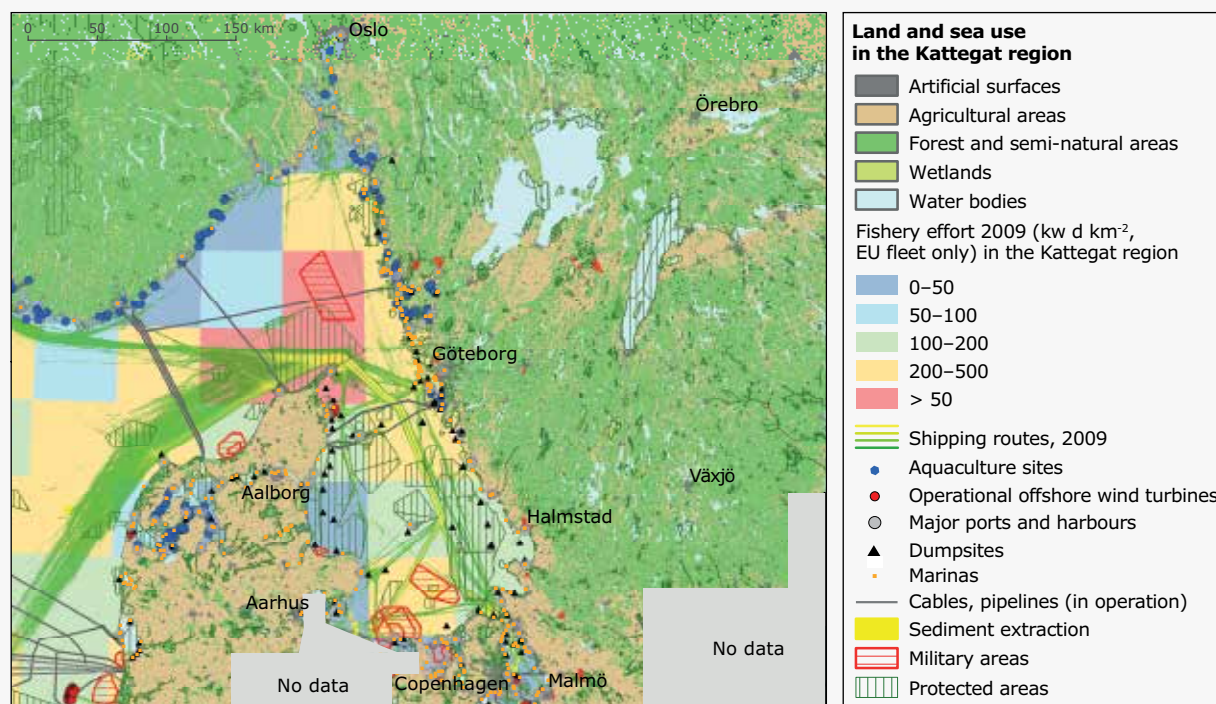 0 50 100 150 km
Oslo
Örebro
Göteborg
Växjö
Aalborg
Halmstad
Aarhus
No data
No data
Copenhagen
Malmö
Land and sea use
in the Kattegat region
Artificial surfaces
Agricultural areas
Forest and semi-natural areas
Wetlands
Water bodies
Fishery effort 2009 (kw d km-2,
EU fleet only) in the Kattegat region
0–50
50–100
100–200
200–500
> 50
Shipping routes, 2009
Aquaculture sites
Operational offshore wind turbines
Major ports and harbours
Dumpsites
Marinas
Cables, pipelines (in operation)
Sediment extraction
Military areas
Protected areas